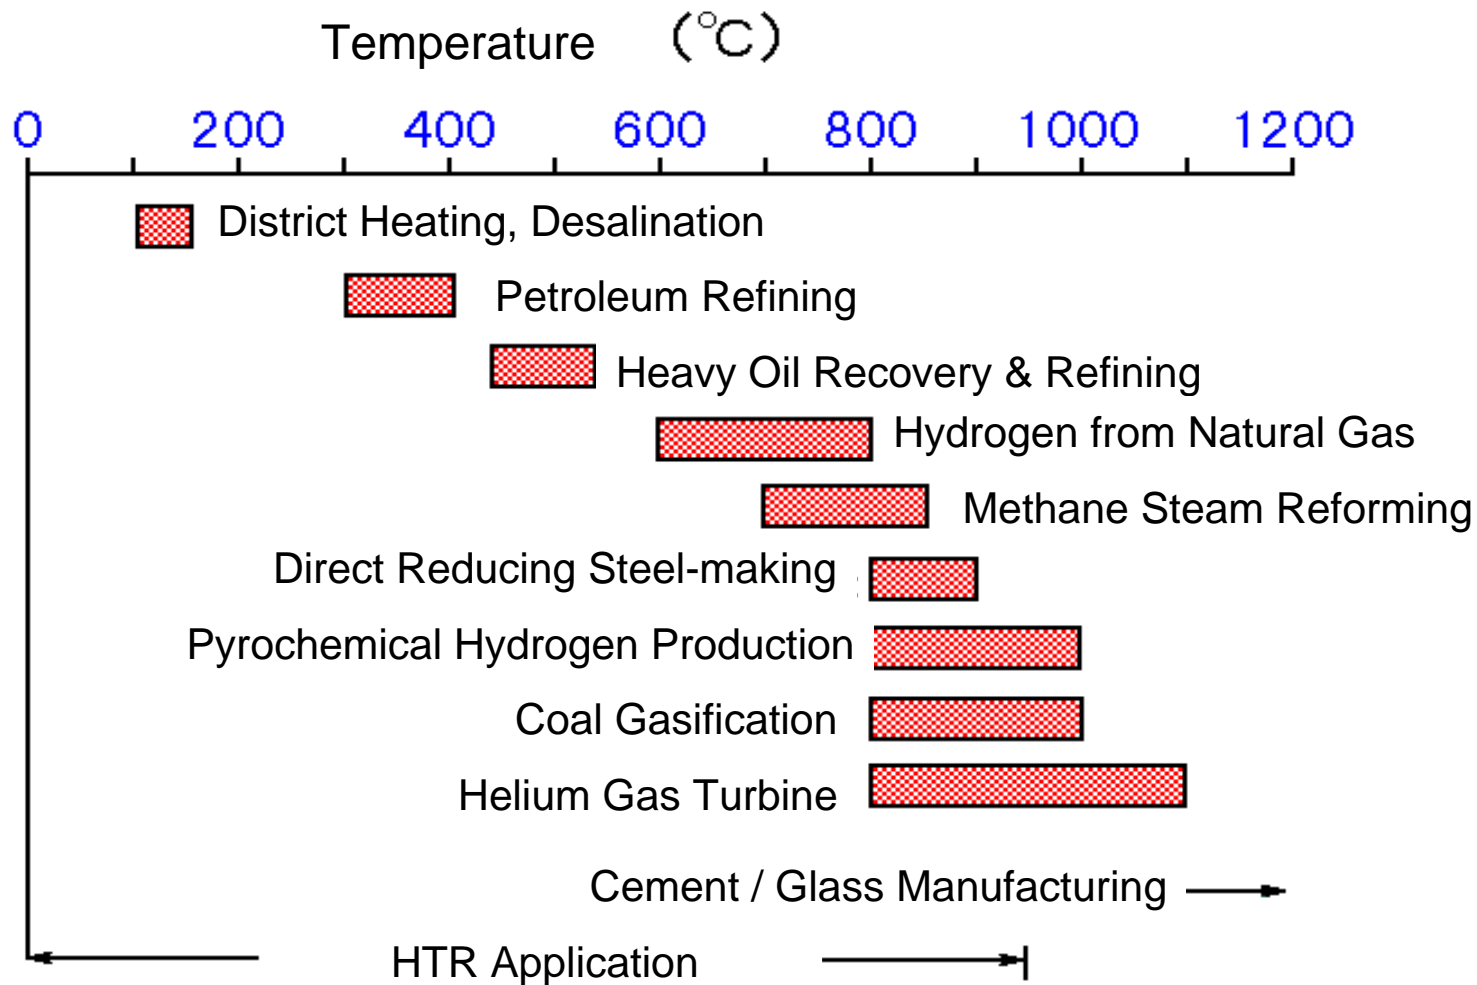 Temperature (°C)
0 200 400 600 800 1000 1200
District Heating, Desalination
Petroleum Refining
Heavy Oil Recovery & Refining
Hydrogen from Natural Gas
Methane Steam Reforming
Direct Reducing Steel-making
Pyrochemical Hydrogen Production
Coal Gasification
Helium Gas Turbine
Cement / Glass Manufacturing
HTR Application